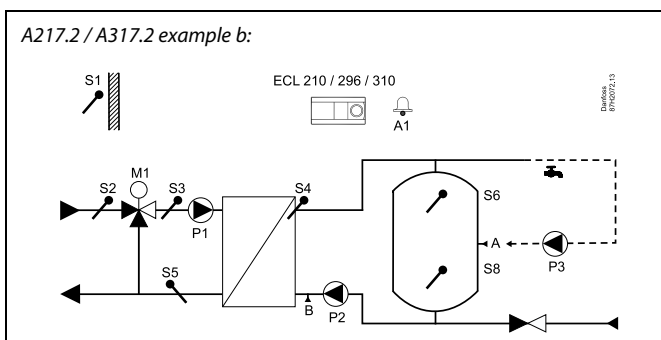 A217.2 / A317.2 example b:
S1
ECL 210 / 296 / 310
A1
Danfoss
87H2072.13
M1
S2
S3
S4
P1
S5
S6
A
S8
P3
B
P2